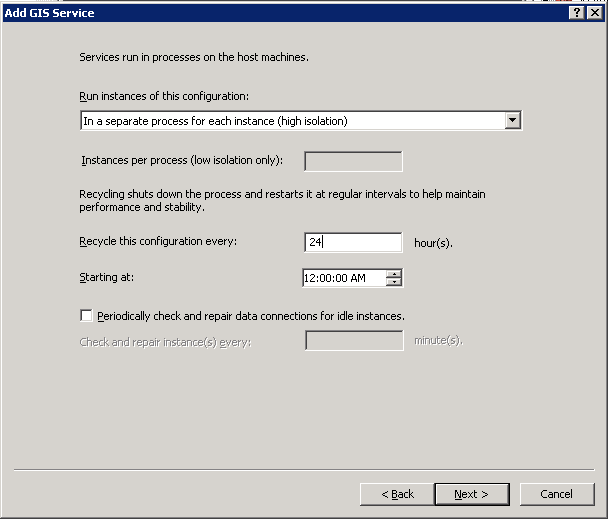 Add GIS Service
Services run in processes on the host machines.
Run instances of this configuration:
In a separate process for each instance (high isolation)
Instances per process (low isolation only):
Recycling shuts down the process and restarts it at regular intervals to help maintain
performance and stability.
Recycle this configuration every: 24 hour(s).
Starting at: 12:00:00 AM
Periodically check and repair data connections for idle instances.
Check and repair instance(s) every: minute(s).
< Back Next > Cancel